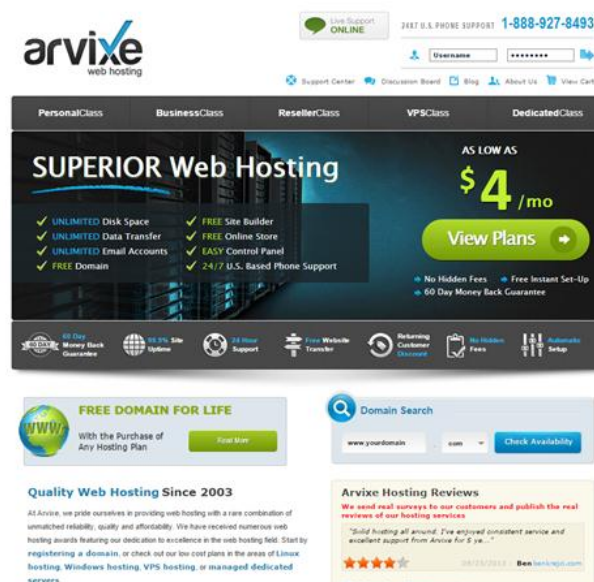 Live Support
ONLINE
24X7 U.S. PHONE SUPPORT 1-888-927-8493
arvixe
web hosting
Username
Support Center Discussion Board Blog About Us View Cart
PersonalClass BusinessClass ResellerClass VPSClass DedicatedClass
SUPERIOR Web Hosting
UNLIMITED Disk Space
UNLIMITED Data Transfer
UNLIMITED Email Accounts
FREE Domain
FREE Site Builder
FREE Online Store
EASY Control Panel
24/7 U.S. Based Phone Support
AS LOW AS
$4/mo
View Plans
No Hidden Fees Free Instant Set-Up
60 Day Money Back Guarantee
60 DAY
60 Day
Money Back
Guarantee
99.9% Site
Uptime
24 Hour
Support
Free Website
Transfer
Returning
Customer
Discount
No Hidden
Fees
Automatic
Setup
WWW.
FREE DOMAIN FOR LIFE
With the Purchase of
Any Hosting Plan
Read More
Domain Search
www.yourdomain . com Check Availability
Quality Web Hosting Since 2003
At Arvixe, we pride ourselves in providing web hosting with a rare combination of
unmatched reliability, quality and affordability. We have received numerous web
hosting awards featuring our dedication to excellence in the web hosting field. Start by
registering a domain, or check out our low cost plans in the areas of Linux
hosting, Windows hosting, VPS hosting, or managed dedicated
servers.
Arvixe Hosting Reviews
We send real surveys to our customers and publish the real
reviews of our hosting services
"Solid hosting all around. I've enjoyed consistent service and
excellent support from Arvixe for 5 ye..."
Ben benkrejci.com